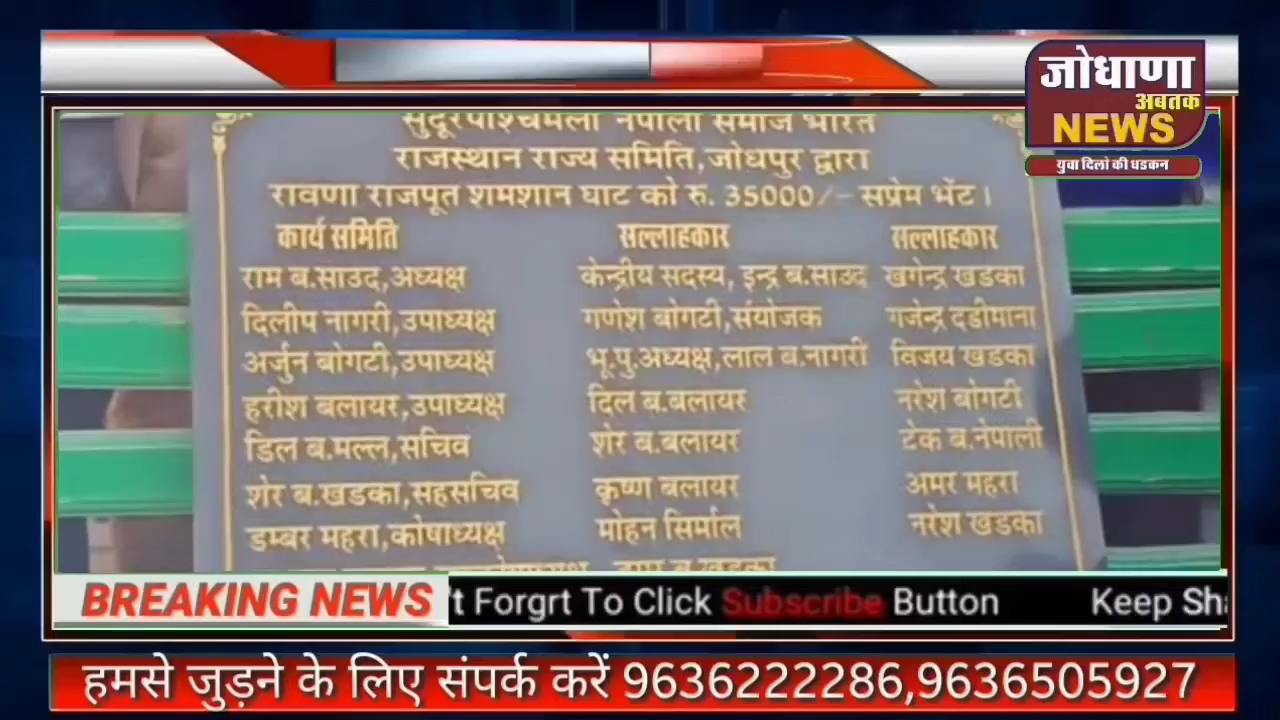 जोधाणा
अबतक
NEWS
युवा दिलो की धडकन
सुदूरपश्चिमेली नेपाली समाज भारत
राजस्थान राज्य समिति,जोधपुर द्वारा
रावणा राजपूत शमशान घाट को रु. 35000/- सप्रेम भेंट।
कार्य समिति सल्लाहकार सल्लाहकार
राम ब.साउद,अध्यक्ष केन्द्रीय सदस्य, इन्द्र ब.साउद खगेन्द्र खडका
दिलीप नागरी,उपाध्यक्ष गणेश बोगटी,संयोजक गजेन्द्र दडीमाना
अर्जुन बोगटी,उपाध्यक्ष भू.पु.अध्यक्ष,लाल ब.नागरी विजय खडका
हरीश बलायर,उपाध्यक्ष दिल ब.बलायर नरेश बोगटी
डिल ब.मल्ल,सचिव शेर ब.बलायर टेक ब.नेपाली
शेर ब.खडका,सहसचिव कृष्ण बलायर अमर महरा
डम्बर महरा,कोषाध्यक्ष मोहन सिर्माल नरेश खडका
BREAKING NEWS 't Forgrt To Click Subscribe Button Keep Sha
हमसे जुड़ने के लिए संपर्क करें 9636222286,9636505927